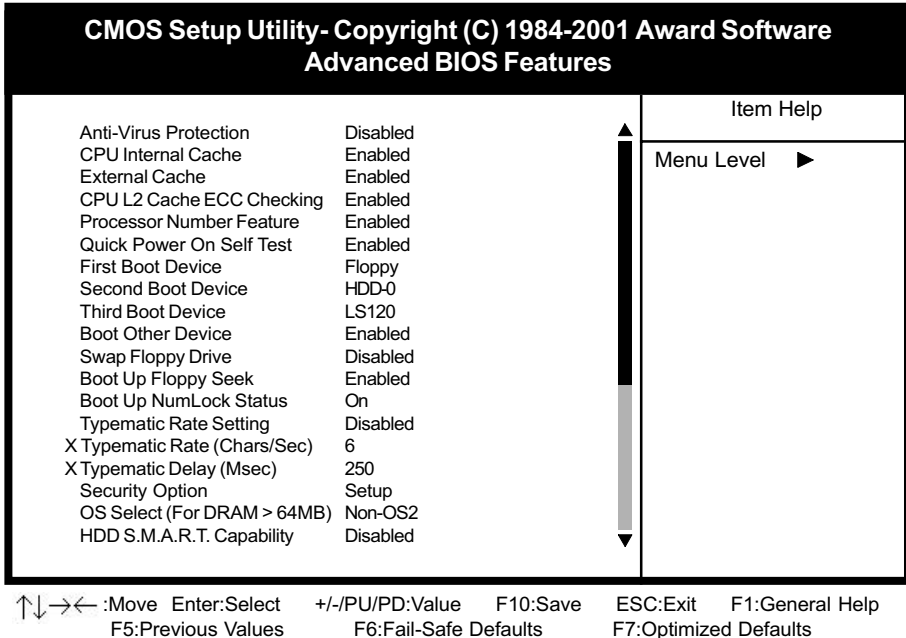 CMOS Setup Utility- Copyright (C) 1984-2001 Award Software
Advanced BIOS Features
Item Help
Menu Level ▶
Anti-Virus Protection Disabled
CPU Internal Cache Enabled
External Cache Enabled
CPU L2 Cache ECC Checking Enabled
Processor Number Feature Enabled
Quick Power On Self Test Enabled
First Boot Device Floppy
Second Boot Device HDD-0
Third Boot Device LS120
Boot Other Device Enabled
Swap Floppy Drive Disabled
Boot Up Floppy Seek Enabled
Boot Up NumLock Status On
Typematic Rate Setting Disabled
X Typematic Rate (Chars/Sec) 6
X Typematic Delay (Msec) 250
Security Option Setup
OS Select (For DRAM > 64MB) Non-OS2
HDD S.M.A.R.T. Capability Disabled
↑↓→← :Move Enter:Select +/-/PU/PD:Value F10:Save ESC:Exit F1:General Help
F5:Previous Values F6:Fail-Safe Defaults F7:Optimized Defaults